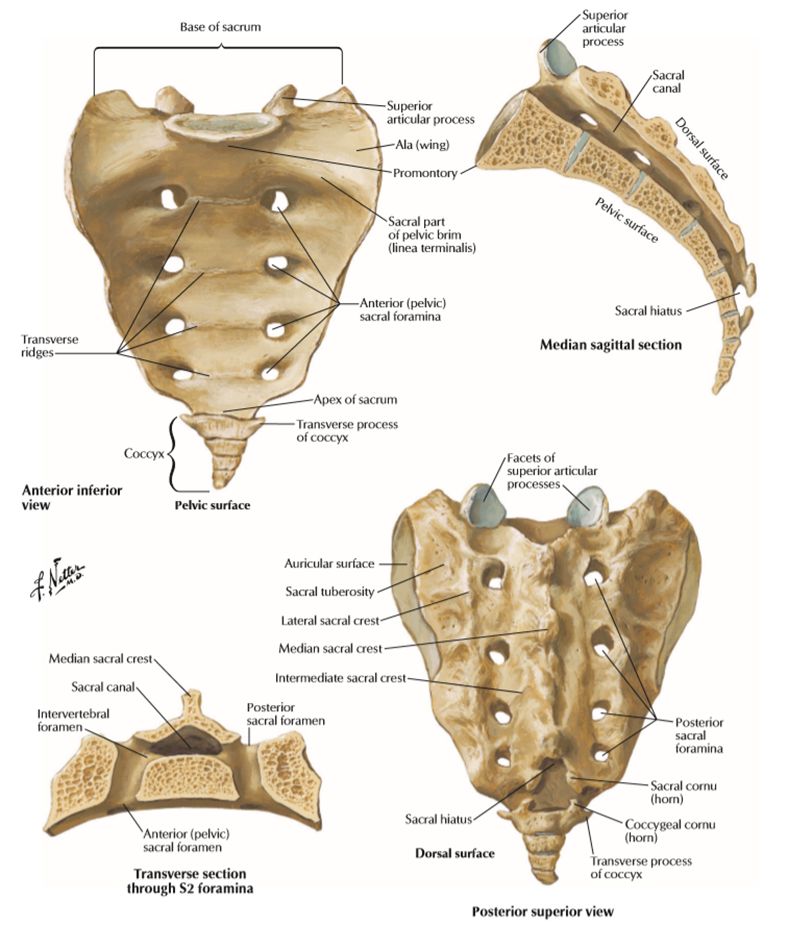 Base of sacrum
Superior
articular process
Ala (wing)
Promontory
Sacral part
of pelvic brim
(linea terminalis)
Anterior (pelvic)
sacral foramina
Transverse
ridges
Apex of sacrum
Transverse process
of coccyx
Coccyx
Anterior inferior
view
Pelvic surface
Superior
articular
process
Sacral
canal
Dorsal surface
Pelvic surface
Sacral hiatus
Median sagittal section
F. Netter
M.D.
Median sacral crest
Sacral canal
Intervertebral
foramen
Posterior
sacral foramen
Anterior (pelvic)
sacral foramen
Transverse section
through S2 foramina
Facets of
superior articular
processes
Auricular surface
Sacral tuberosity
Lateral sacral crest
Median sacral crest
Intermediate sacral crest
Posterior
sacral
foramina
Sacral cornu
(horn)
Sacral hiatus
Coccygeal cornu
(horn)
Dorsal surface
Transverse process
of coccyx
Posterior superior view